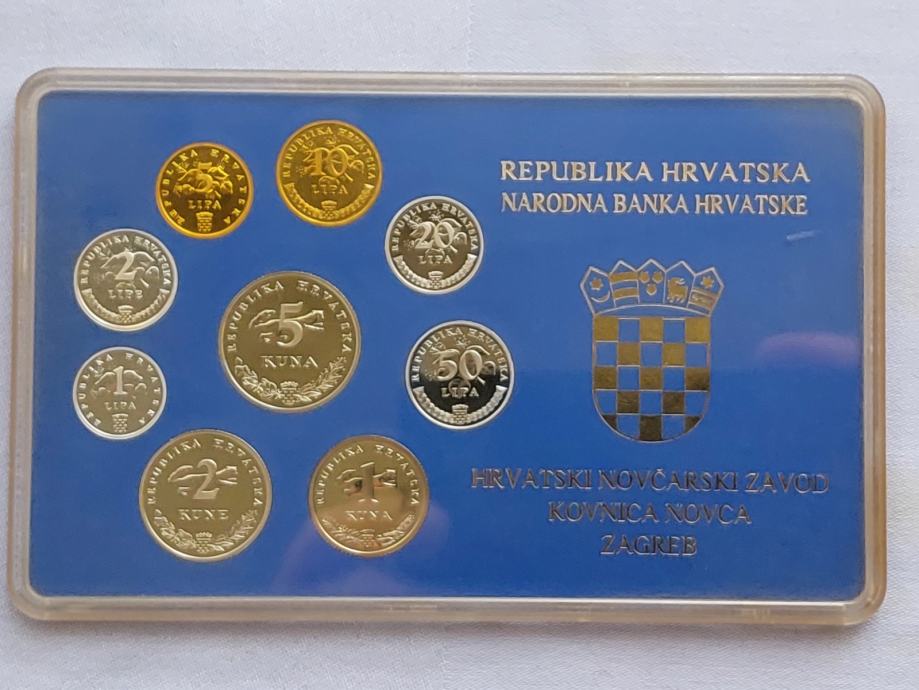 REPUBLIKA HRVATSKA
NARODNA BANKA HRVATSKE
HRVATSKI NOVČARSKI ZAVOD
KOVNICA NOVCA
ZAGREB
REPUBLIKA HRVATSKA
5
LIPA
REPUBLIKA HRVATSKA
10
LIPA
REPUBLIKA HRVATSKA
20
LIPA
REPUBLIKA HRVATSKA
2
LIPE
REPUBLIKA HRVATSKA
5
KUNA
REPUBLIKA HRVATSKA
50
LIPA
REPUBLIKA HRVATSKA
1
LIPA
REPUBLIKA HRVATSKA
2
KUNE
REPUBLIKA HRVATSKA
1
KUNA